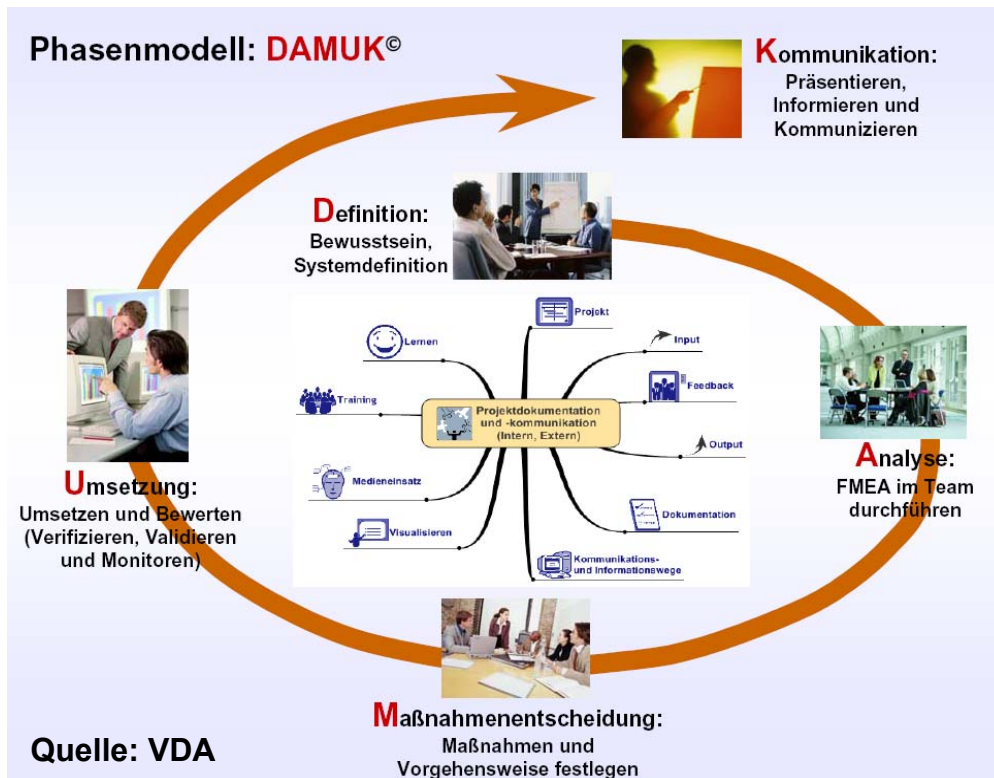 Phasenmodell: DAMUK©
Kommunikation:
Präsentieren,
Informieren und
Kommunizieren
Definition:
Bewusstsein,
Systemdefinition
Analyse:
FMEA im Team
durchführen
Maßnahmenentscheidung:
Maßnahmen und
Vorgehensweise festlegen
Umsetzung:
Umsetzen und Bewerten
(Verifizieren, Validieren
und Monitoren)
Projektdokumentation
und -kommunikation
(Intern, Extern)
Projekt
Input
Feedback
Output
Dokumentation
Kommunikations-
und Informationswege
Visualisieren
Medieneinsatz
Training
Lernen
Quelle: VDA